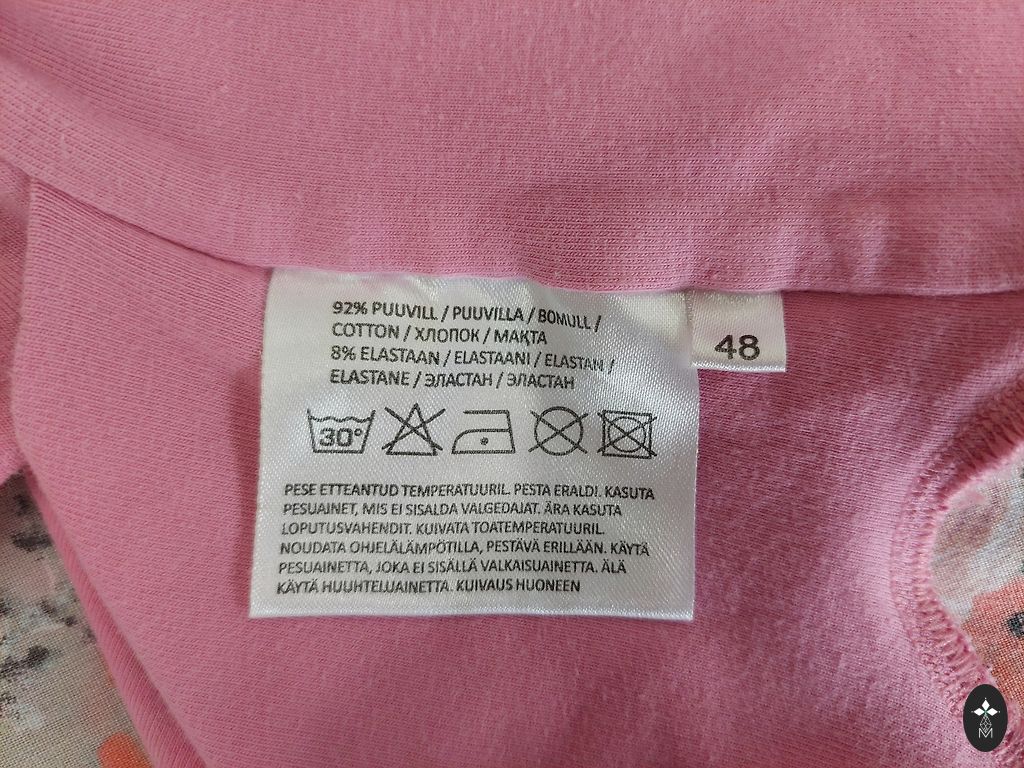 92% PUUVILL / PUUVILLA / BOMULL /
COTTON / ХЛОПОК / МАҚТА
8% ELASTAAN / ELASTAANI / ELASTAN /
ELASTANE / ЭЛАСТАН / ЭЛАСТАН
48
30°
PESE ETTEANTUD TEMPERATUURIL. PESTA ERALDI. KASUTA
PESUAINET, MIS EI SISALDA VALGEDAJAT. ÄRA KASUTA
LOPUTUSVAHENDIT. KUIVATA TOATEMPERATUURIL.
NOUDATA OHJELÄLÄMPÖTILLA, PESTÄVÄ ERILLÄÄN. KÄYTÄ
PESUAINETTA, JOKA EI SISÄLLÄ VALKAISUAINETTA. ÄLÄ
KÄYTÄ HUUHTELUAINETTA. KUIVAUS HUONEEN
M